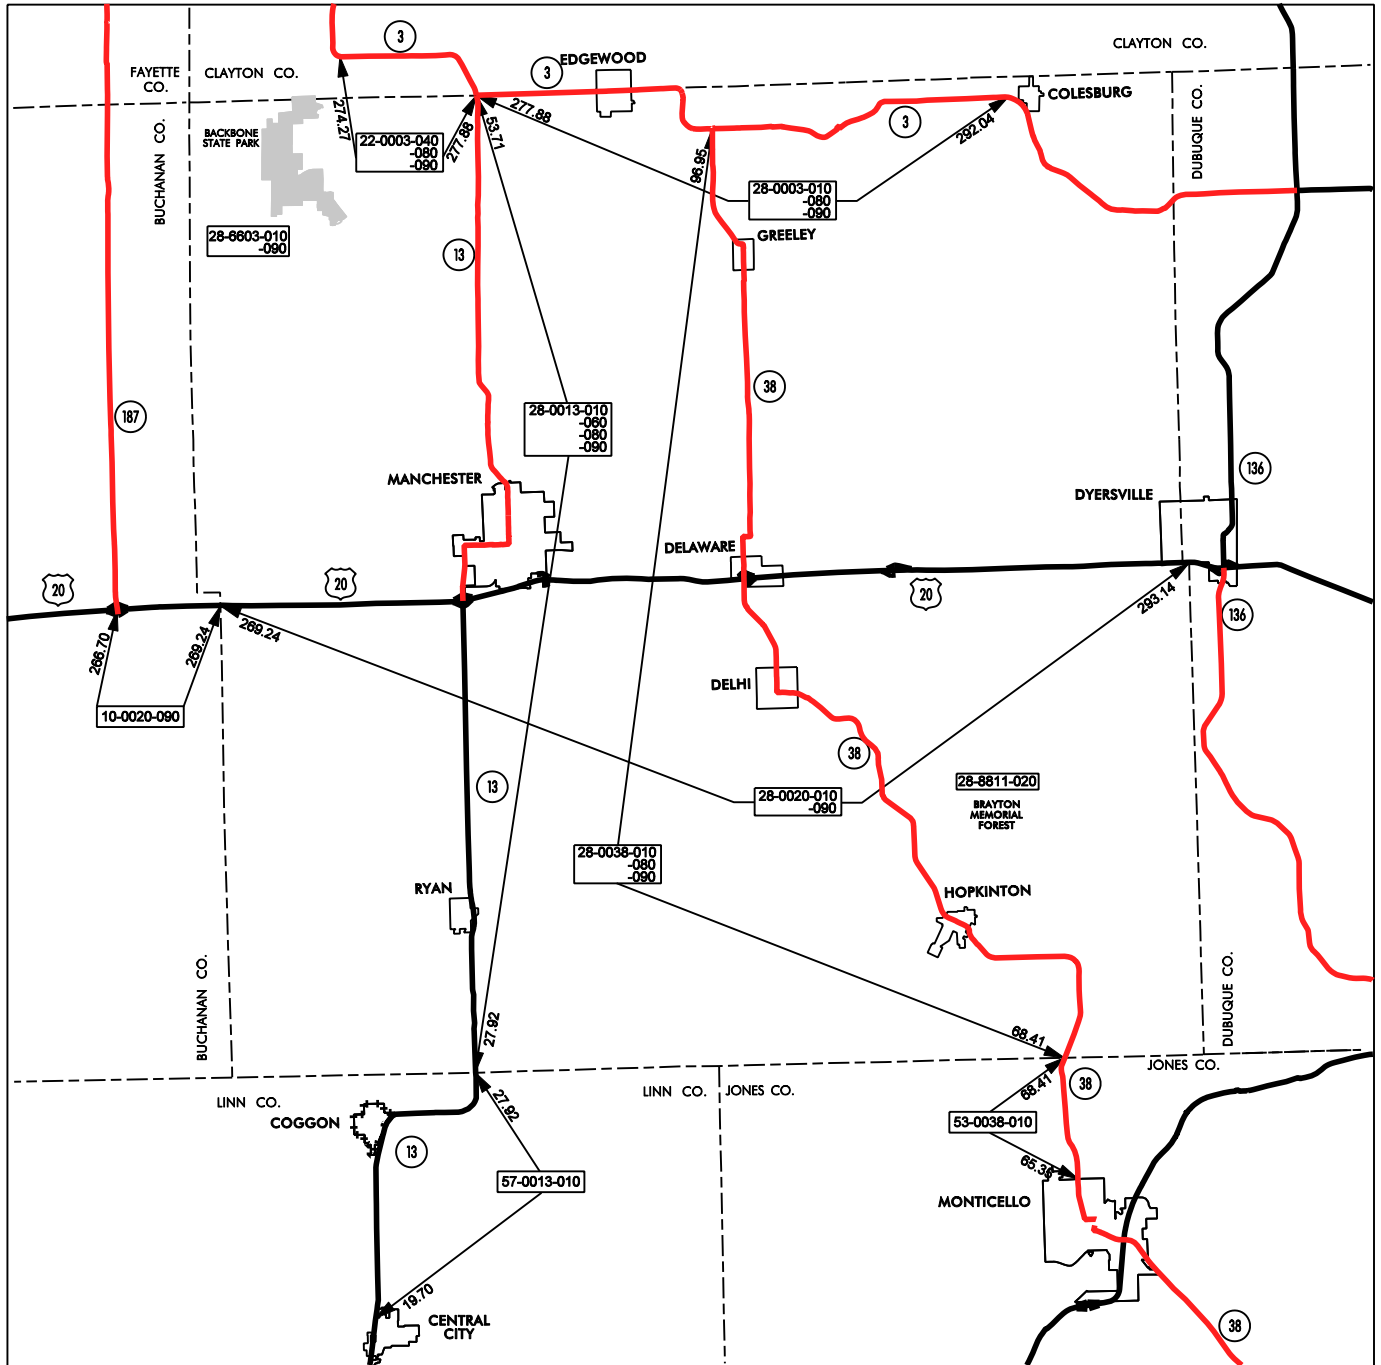 3
CLAYTON CO.
EDGEWOOD
FAYETTE
CO.
CLAYTON CO.
3
COLESBURG
DUBUQUE CO.
BUCHANAN CO.
BACKBONE
STATE PARK
274.27
22-0003-040
-080
-090
277.88
53.71
277.88
96.95
292.04
3
28-0003-010
-080
-090
28-6603-010
-090
13
GREELEY
38
187
28-0013-010
-060
-080
-090
MANCHESTER
136
DYERSVILLE
DELAWARE
20
20
20
293.14
136
266.70
269.24
269.24
10-0020-090
DELHI
38
13
28-0020-010
-090
28-8811-020
BRAYTON
MEMORIAL
FOREST
28-0038-010
-080
-090
RYAN
HOPKINTON
BUCHANAN CO.
DUBUQUE CO.
27.92
68.41
JONES CO.
LINN CO.
LINN CO.
JONES CO.
68.41
38
27.92
COGGON
13
53-0038-010
65.35
57-0013-010
MONTICELLO
19.70
CENTRAL
CITY
38